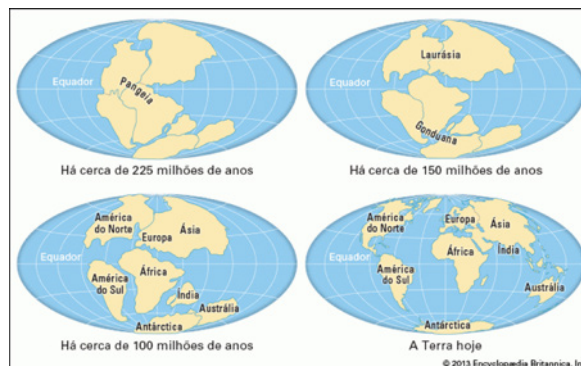 Equador
Pangeia
Há cerca de 225 milhões de anos
Laurásia
Equador
Gonduana
Há cerca de 150 milhões de anos
América
do Norte
Europa
Ásia
Equador
América
do Sul
África
Índia
Austrália
Antárctica
Há cerca de 100 milhões de anos
América
do Norte
Europa
Ásia
Equador
África
Índia
América
do Sul
Austrália
Antárctica
A Terra hoje
© 2013 Encyclopædia Britannica, Inc